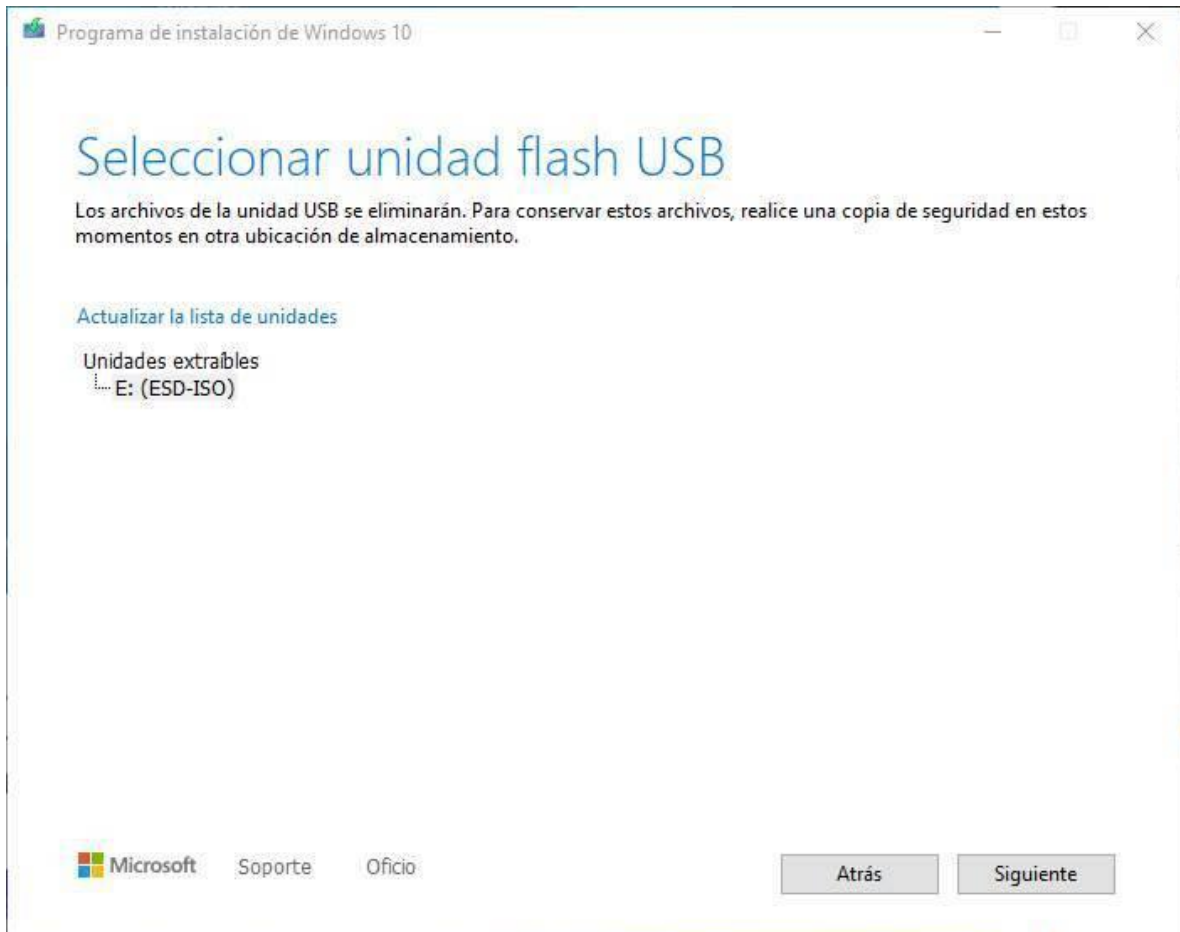 Programa de instalación de Windows 10
Seleccionar unidad flash USB
Los archivos de la unidad USB se eliminarán. Para conservar estos archivos, realice una copia de seguridad en estos
momentos en otra ubicación de almacenamiento.
Actualizar la lista de unidades
Unidades extraíbles
E: (ESD-ISO)
Microsoft Soporte Oficio Atrás Siguiente